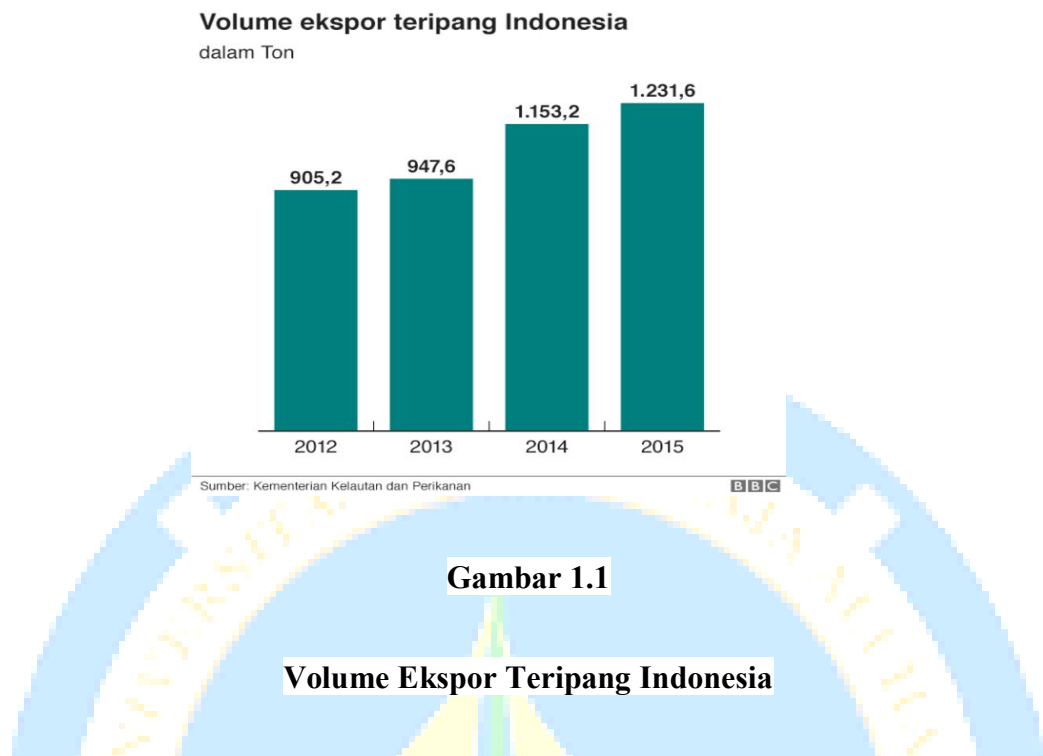 Volume ekspor teripang Indonesia
dalam Ton
905,2
947,6
1.153,2
1.231,6
2012 2013 2014 2015
Sumber: Kementerian Kelautan dan Perikanan BBC
Gambar 1.1
Volume Ekspor Teripang Indonesia